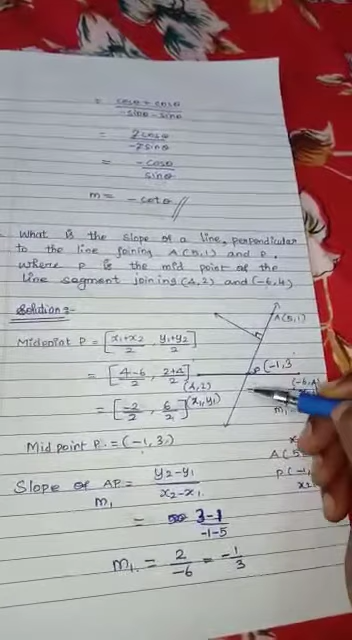 = cosθ + cosθ / -sinθ - sinθ
= 2cosθ / -2sinθ
= -cosθ / sinθ
m = -cotθ //
What is the slope of a line, perpendicular
to the line joining A(5,1) and P,
where P is the mid point of the
line segment joining (4,2) and (-6,4)
Solution:-
Midpoint P = [x₁+x₂ / 2, y₁+y₂ / 2]
= [4-6 / 2, 2+4 / 2]
= [-2 / 2, 6 / 2]
Mid point P = (-1, 3)
Slope of AP = y₂-y₁ / x₂-x₁
m₁
= 3-1 / -1-5
m₁ = 2 / -6 = -1 / 3
A(5,1)
P(-1,3
(4,2)
(x₁,y₁)
(-6,4
m₁
A(5
P(-1,
x₂